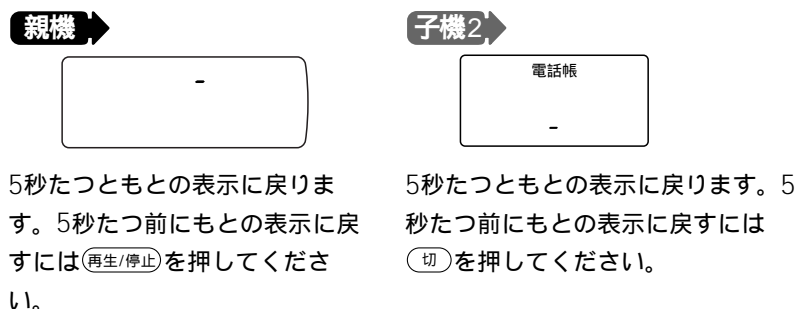 親機
-
5秒たつともとの表示に戻りま
す。5秒たつ前にもとの表示に戻
すには再生/停止を押してくださ
い。
子機2
電話帳
-
5秒たつともとの表示に戻ります。5
秒たつ前にもとの表示に戻すには
切を押してください。